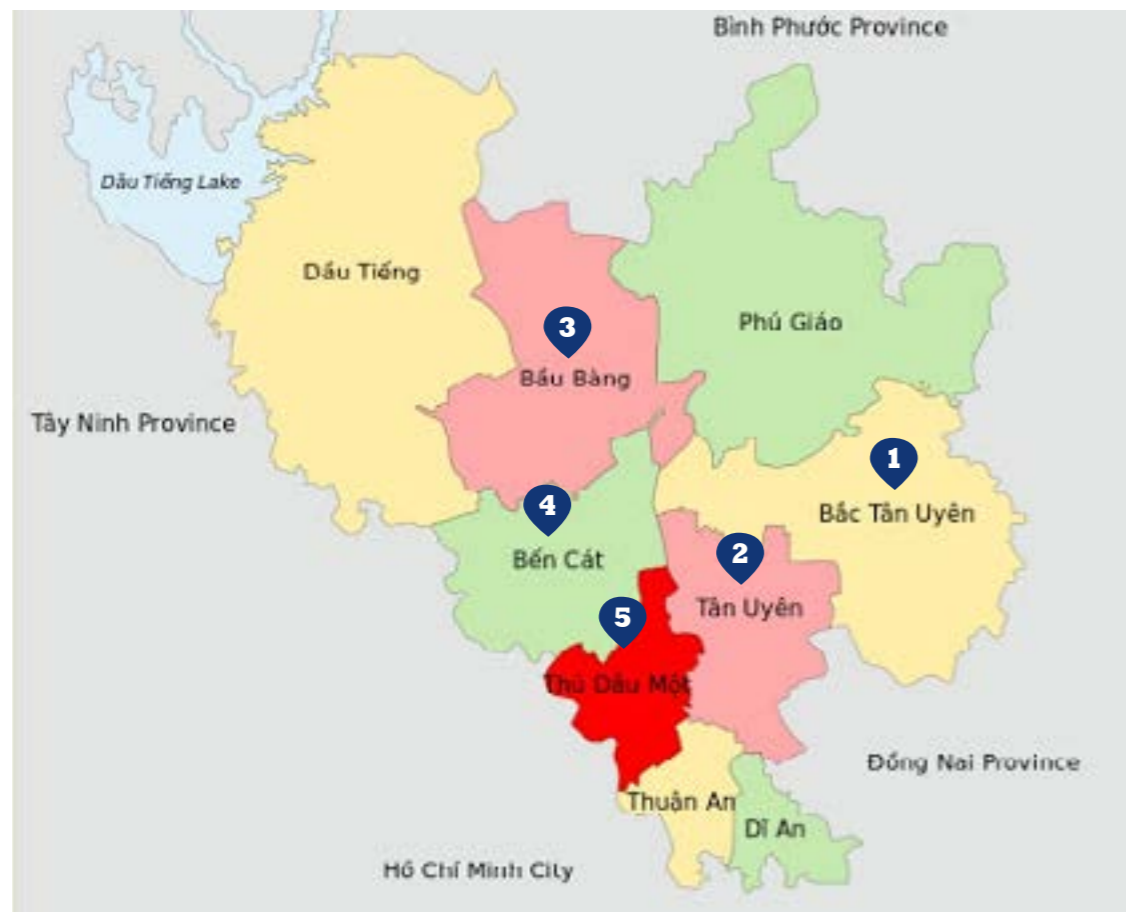 Bình Phước Province
Dầu Tiếng Lake
Dầu Tiếng
3
Phú Giáo
Bầu Bàng
Tây Ninh Province
1
4
Bắc Tân Uyên
2
Bến Cát
Tân Uyên
5
Thủ Dầu Một
Đồng Nai Province
Thuận An
Dĩ An
Hồ Chí Minh City